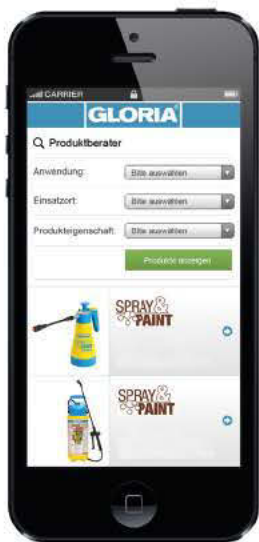 CARRIER
GLORIA
Produktberater
Anwendung: Bitte auswählen
Einsatzort: Bitte auswählen
Produkteigenschaft: Bitte auswählen
Produkte anzeigen
SPRAY&
PAINT
SPRAY&
PAINT